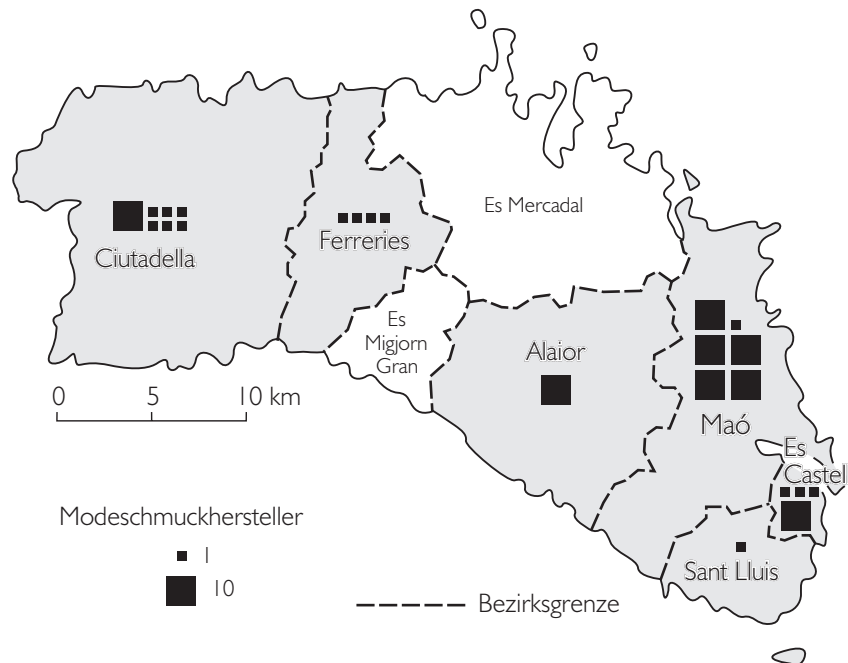 Es Mercadal
Ferreries
Ciutadella
Es
Migjorn
Gran
Alaior
0 5 10 km
Maó
Es
Castel
Modeschmuckhersteller
1
10
Sant Lluis
Bezirksgrenze